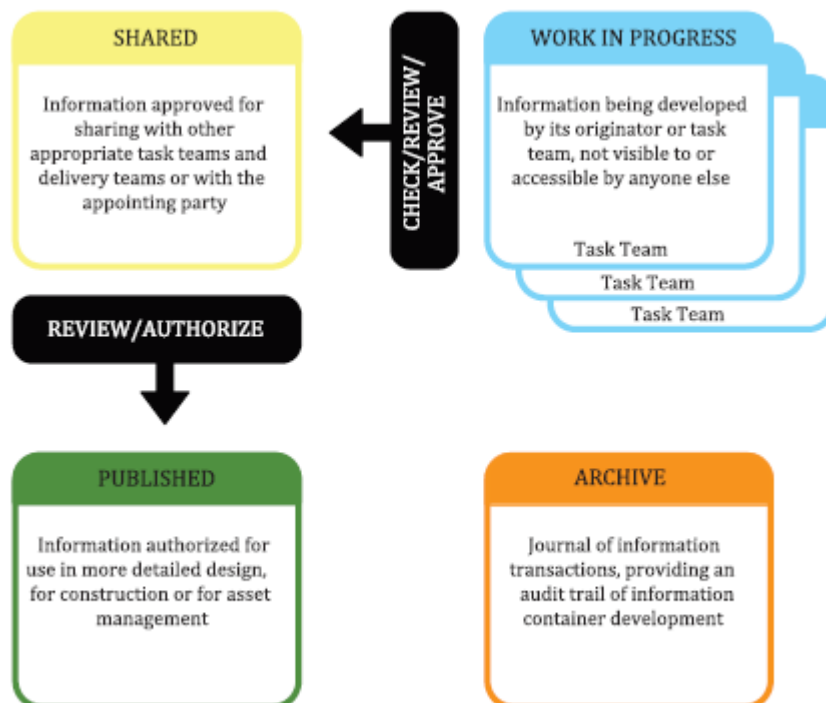 SHARED
Information approved for
sharing with other
appropriate task teams and
delivery teams or with the
appointing party
CHECK/REVIEW/
APPROVE
WORK IN PROGRESS
Information being developed
by its originator or task
team, not visible to or
accessible by anyone else
Task Team
Task Team
Task Team
REVIEW/AUTHORIZE
PUBLISHED
Information authorized for
use in more detailed design,
for construction or for asset
management
ARCHIVE
Journal of information
transactions, providing an
audit trail of information
container development